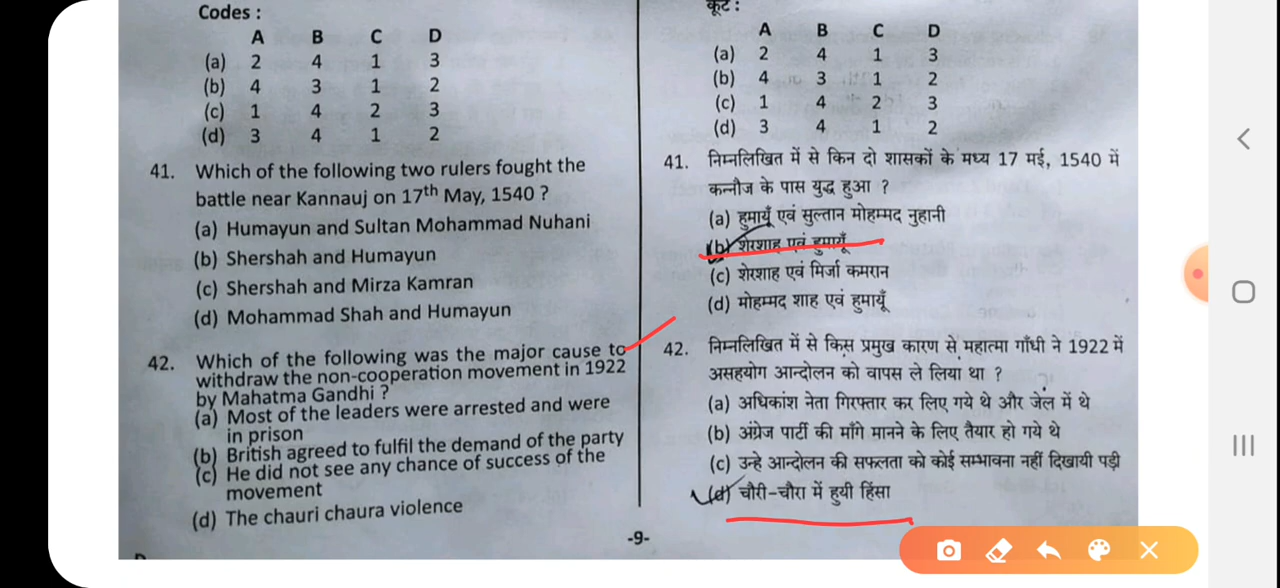 Codes :
A B C D
(a) 2 4 1 3
(b) 4 3 1 2
(c) 1 4 2 3
(d) 3 4 1 2
41. Which of the following two rulers fought the
battle near Kannauj on 17th May, 1540 ?
(a) Humayun and Sultan Mohammad Nuhani
(b) Shershah and Humayun
(c) Shershah and Mirza Kamran
(d) Mohammad Shah and Humayun
42. Which of the following was the major cause to
withdraw the non-cooperation movement in 1922
by Mahatma Gandhi ?
(a) Most of the leaders were arrested and were
in prison
(b) British agreed to fulfil the demand of the party
(c) He did not see any chance of success of the
movement
(d) The chauri chaura violence
कूट :
A B C D
(a) 2 4 1 3
(b) 4 3 1 2
(c) 1 4 2 3
(d) 3 4 1 2
41. निम्नलिखित में से किन दो शासकों के मध्य 17 मई, 1540 में
कन्नौज के पास युद्ध हुआ ?
(a) हुमायूँ एवं सुल्तान मोहम्मद नुहानी
(b) शेरशाह एवं हुमायूँ
(c) शेरशाह एवं मिर्जा कमरान
(d) मोहम्मद शाह एवं हुमायूँ
42. निम्नलिखित में से किस प्रमुख कारण से महात्मा गाँधी ने 1922 में
असहयोग आन्दोलन को वापस ले लिया था ?
(a) अधिकांश नेता गिरफ्तार कर लिए गये थे और जेल में थे
(b) अंग्रेज पार्टी की माँगे मानने के लिए तैयार हो गये थे
(c) उन्हे आन्दोलन की सफलता को कोई सम्भावना नहीं दिखायी पड़ी
(d) चौरी-चौरा में हुयी हिंसा
-9-